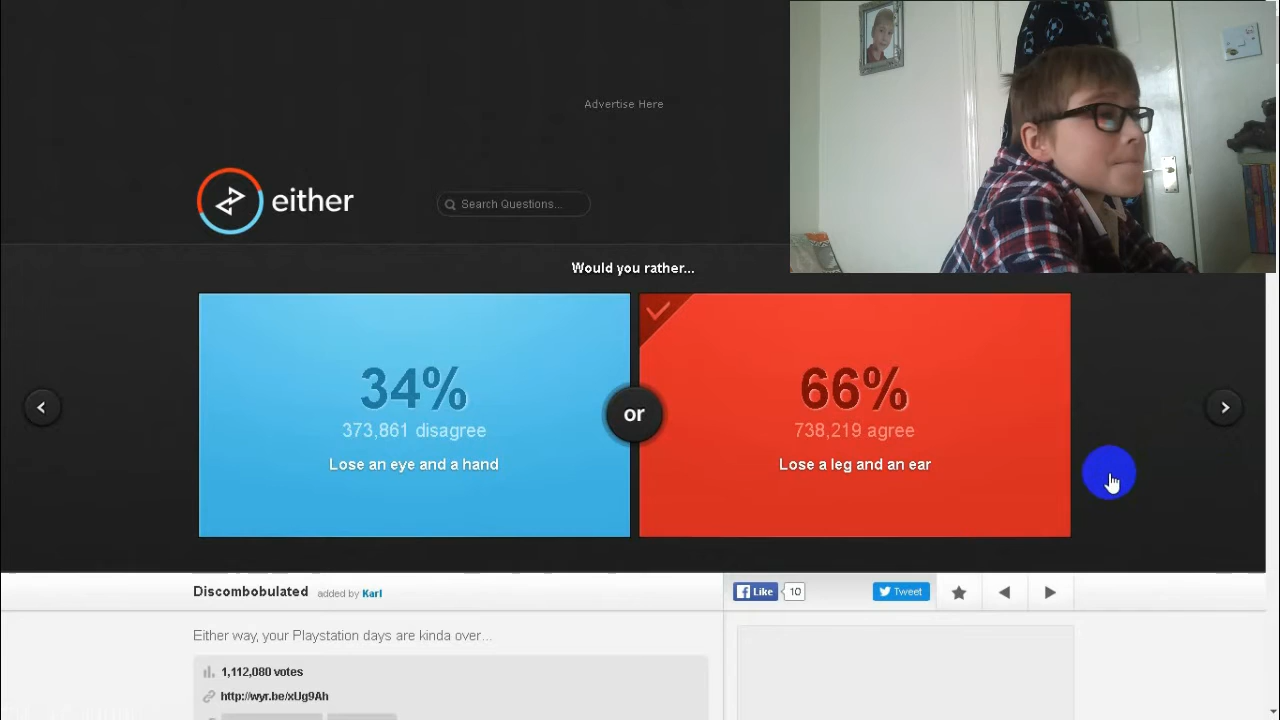 Advertise Here
either
Search Questions...
Would you rather...
34%
373,861 disagree
Lose an eye and a hand
or
66%
738,219 agree
Lose a leg and an ear
Discombobulated added by Karl
Like 10
Tweet
Either way, your Playstation days are kinda over...
1,112,080 votes
http://wyr.be/xUg9Ah